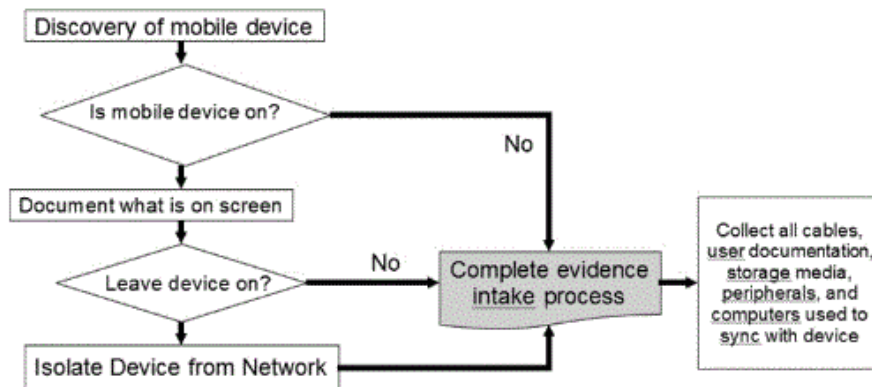 Discovery of mobile device
Is mobile device on?
No
Document what is on screen
Leave device on?
No
Complete evidence
intake process
Isolate Device from Network
Collect all cables,
user documentation,
storage media,
peripherals, and
computers used to
sync with device